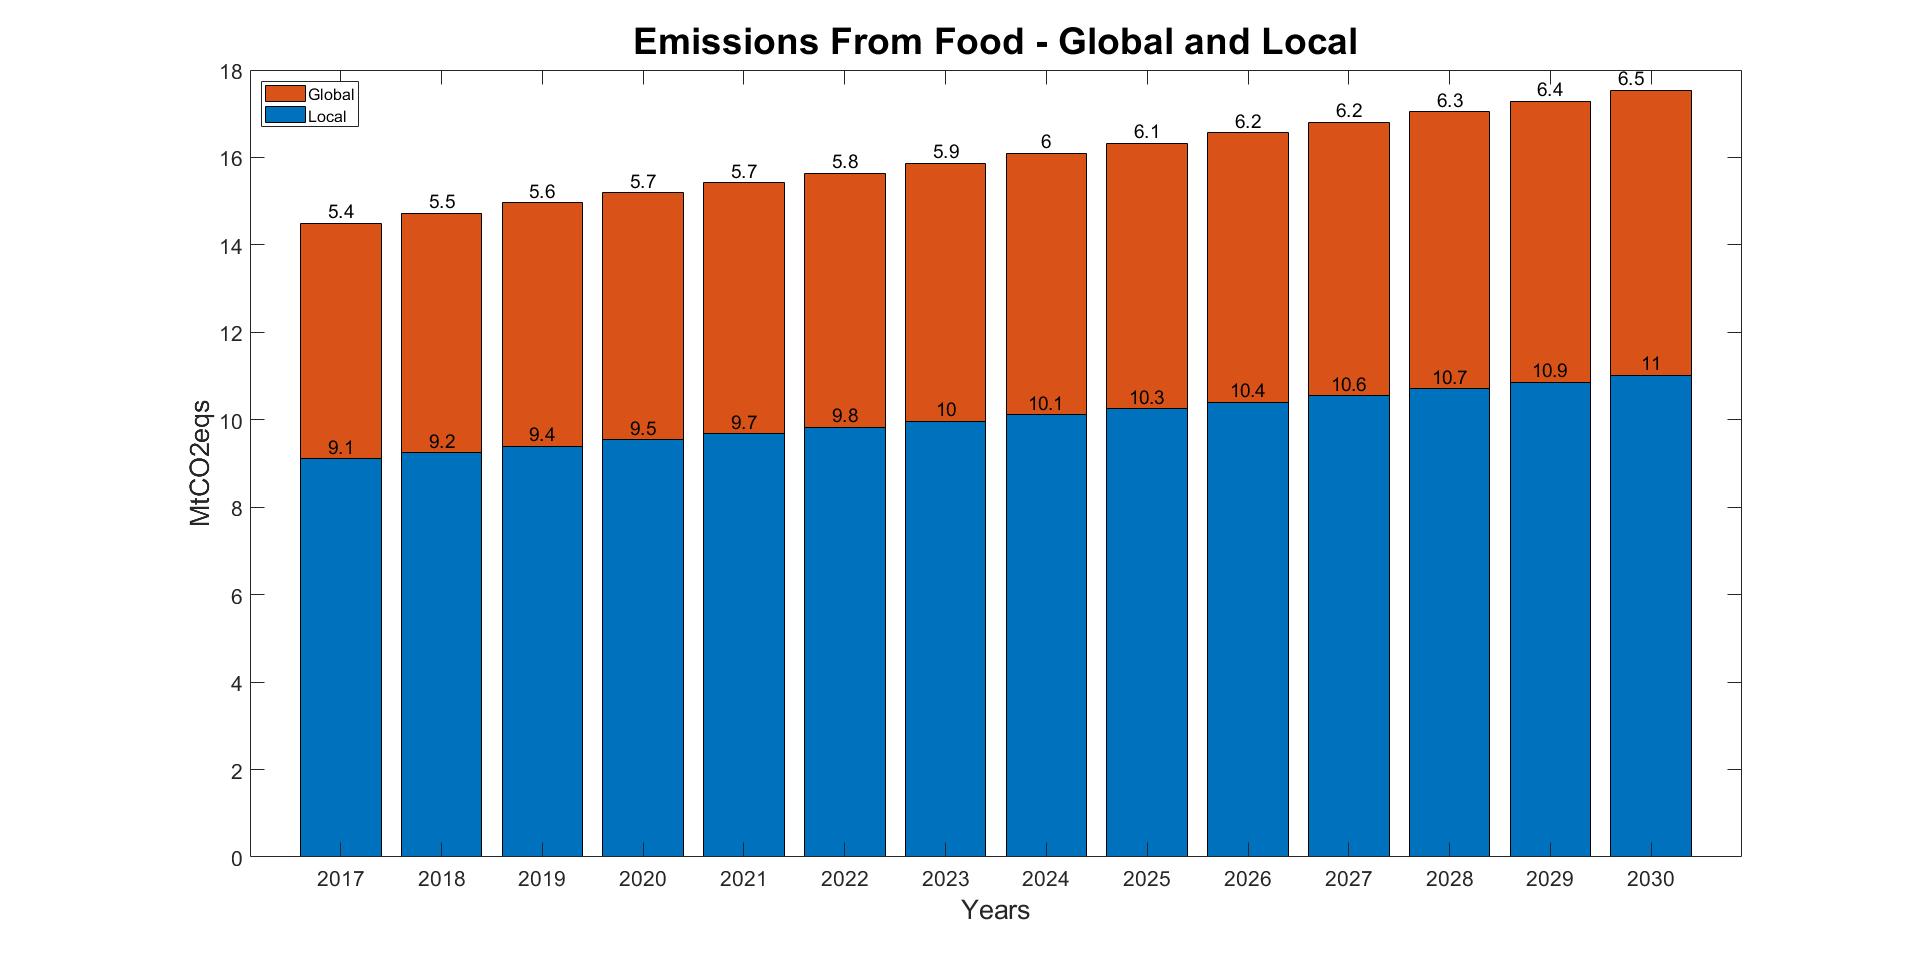 Emissions From Food - Global and Local
Global
Local
MtCO2eqs
18
16
14
12
10
8
6
4
2
0
5.4 5.5 5.6 5.7 5.7 5.8 5.9 6 6.1 6.2 6.2 6.3 6.4 6.5
9.1 9.2 9.4 9.5 9.7 9.8 10 10.1 10.3 10.4 10.6 10.7 10.9 11
2017 2018 2019 2020 2021 2022 2023 2024 2025 2026 2027 2028 2029 2030
Years